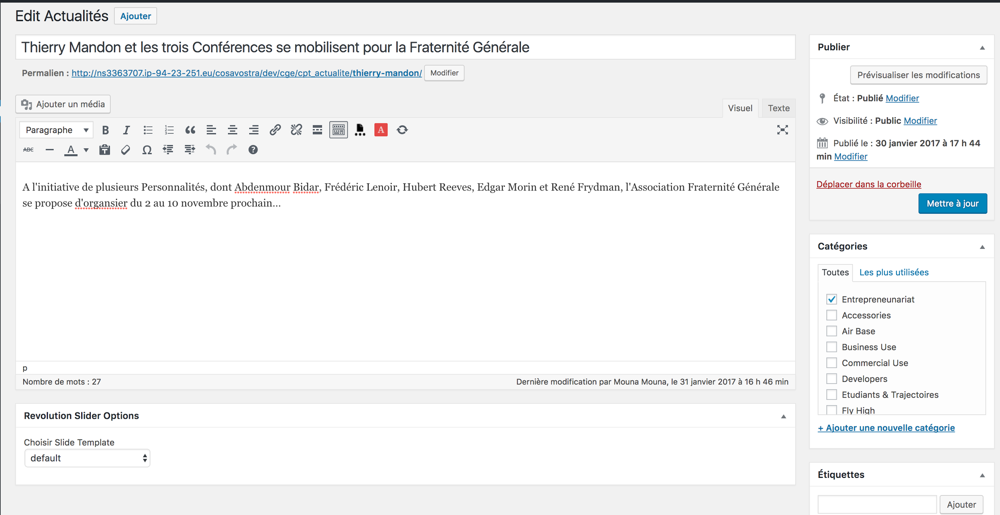 Edit Actualités Ajouter
Thierry Mandon et les trois Conférences se mobilisent pour la Fraternité Générale
Permalien : http://ns3363707.ip-94-23-251.eu/cosavostra/dev/cge/cpt_actualite/thierry-mandon/ Modifier
Ajouter un média
Visuel Texte
Paragraphe
ABC
A l'initiative de plusieurs Personnalités, dont Abdenmour Bidar, Frédéric Lenoir, Hubert Reeves, Edgar Morin et René Frydman, l'Association Fraternité Générale
se propose d'organsier du 2 au 10 novembre prochain...
p
Nombre de mots : 27
Dernière modification par Mouna Mouna, le 31 janvier 2017 à 16 h 46 min
Revolution Slider Options
Choisir Slide Template
default
Publier
Prévisualiser les modifications
État : Publié Modifier
Visibilité : Public Modifier
Publié le : 30 janvier 2017 à 17 h 44
min Modifier
Déplacer dans la corbeille
Mettre à jour
Catégories
Toutes Les plus utilisées
Entrepreneunariat
Accessories
Air Base
Business Use
Commercial Use
Developers
Etudiants & Trajectoires
Fly High
+ Ajouter une nouvelle catégorie
Étiquettes
Ajouter